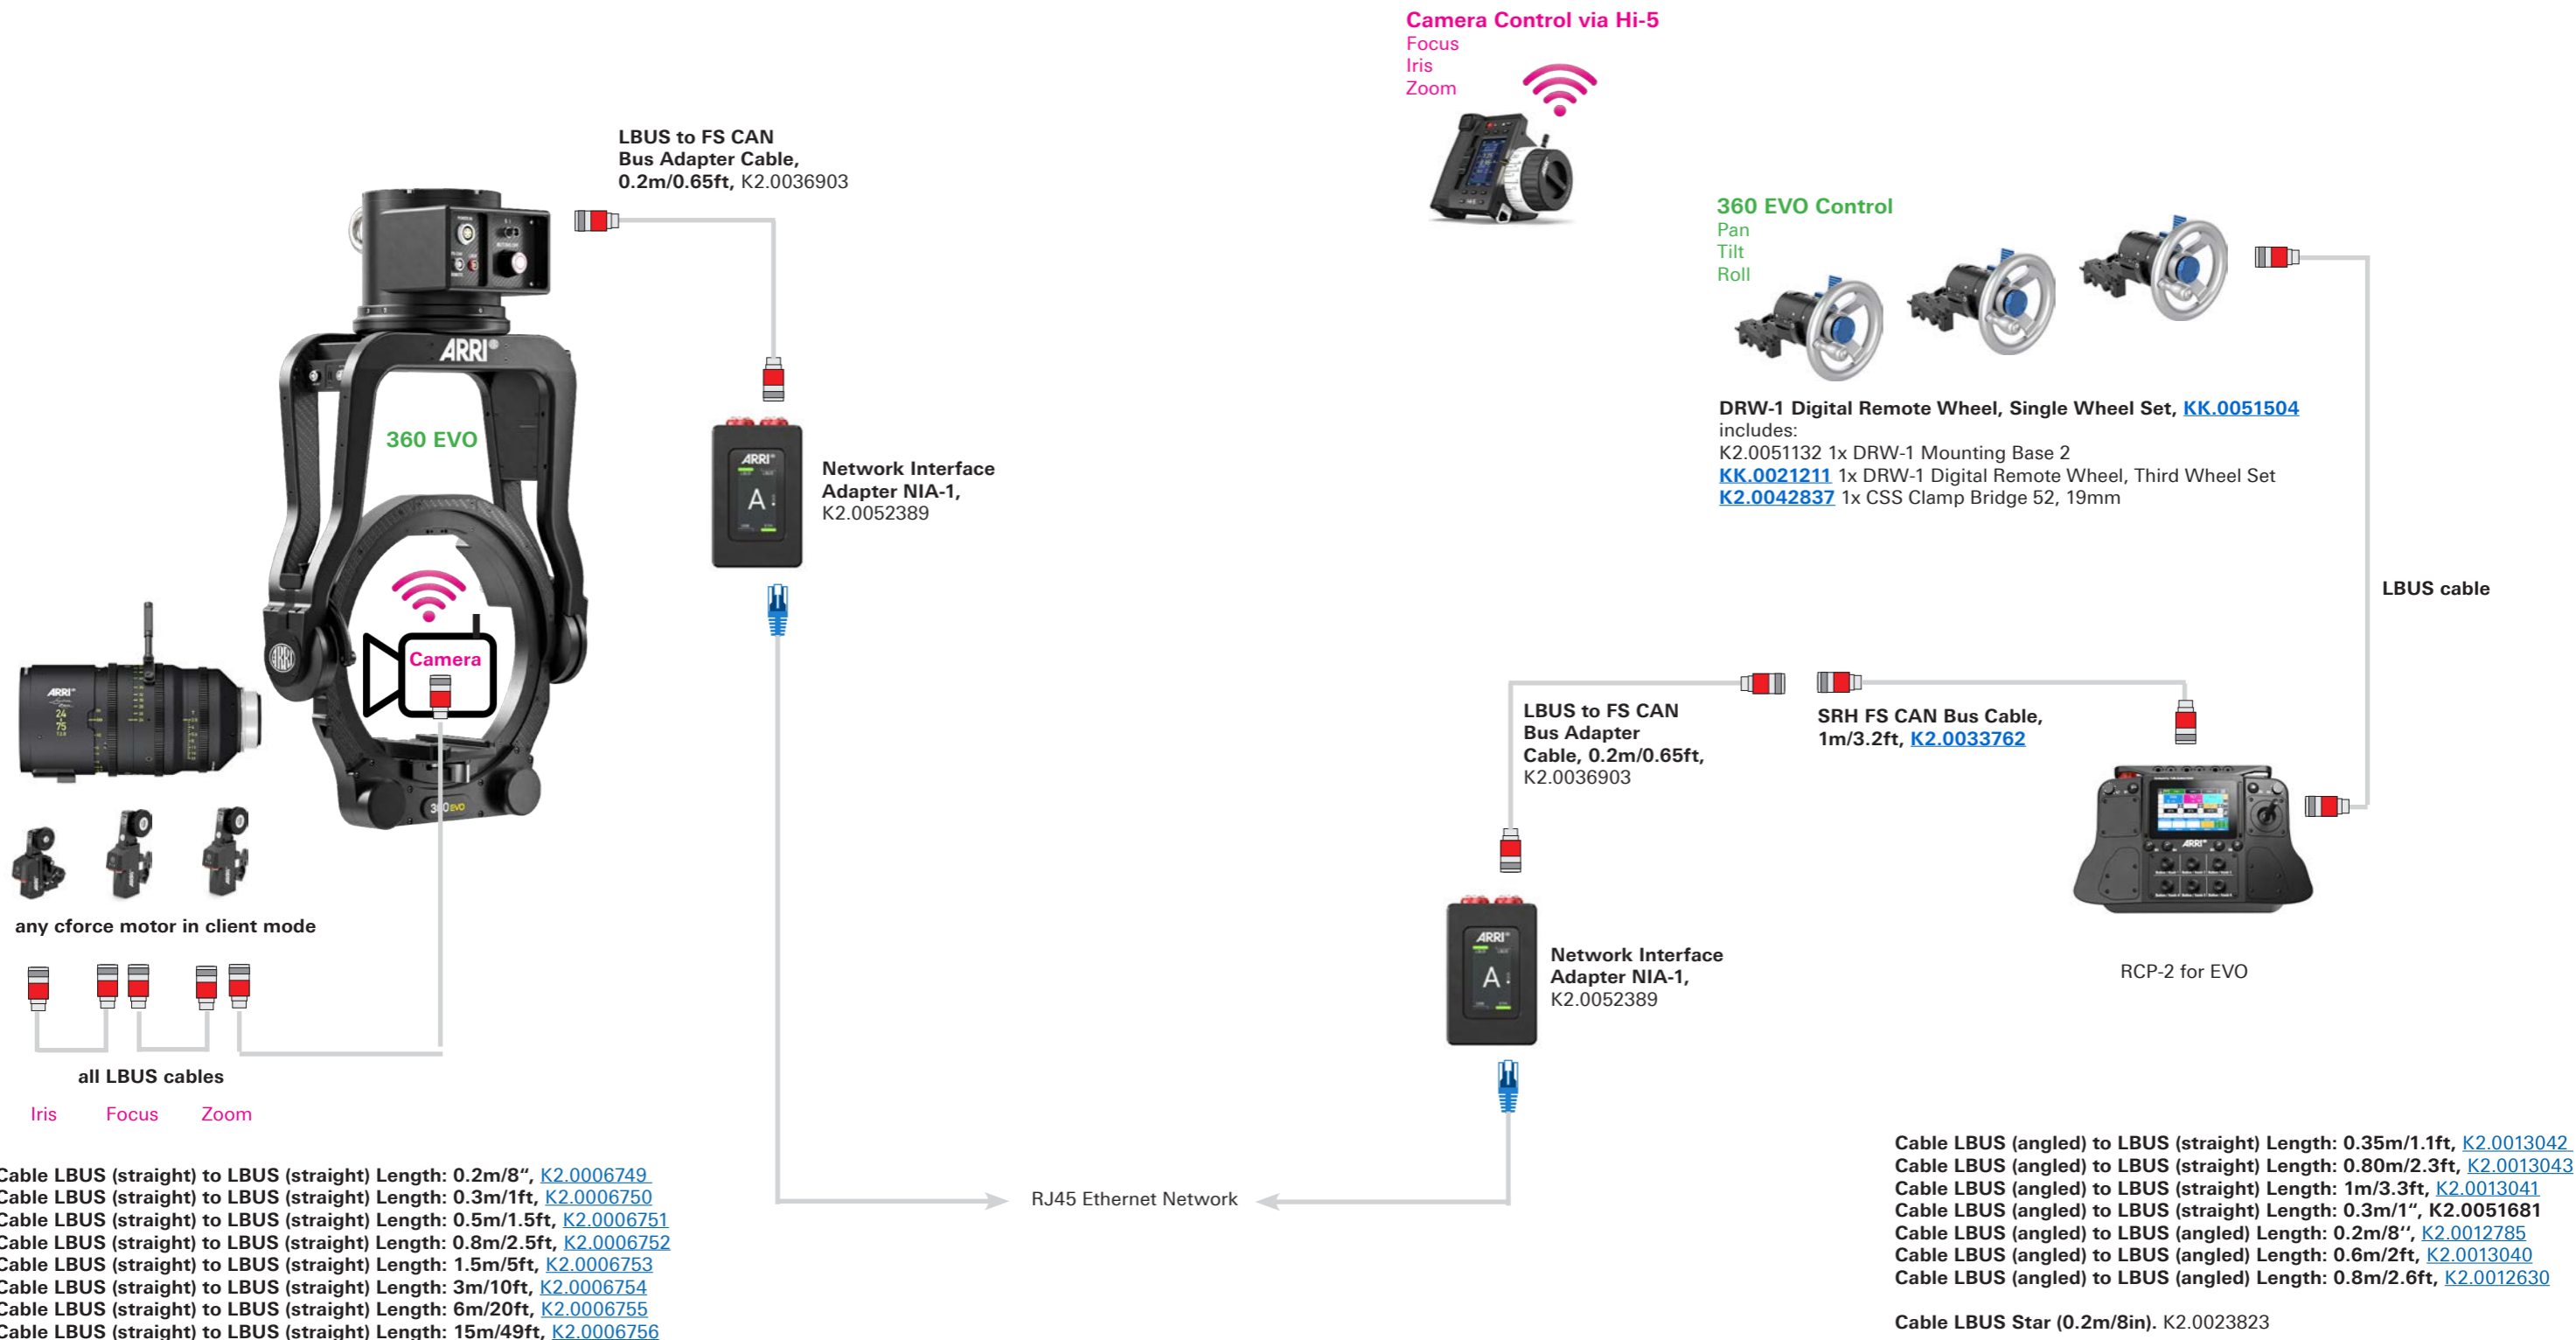 Camera Control via Hi-5
Focus
Iris
Zoom
LBUS to FS CAN
Bus Adapter Cable,
0.2m/0.65ft, K2.0036903
360 EVO Control
Pan
Tilt
Roll
ARRI®
360 EVO
ARRI®
A
Network Interface
Adapter NIA-1,
K2.0052389
DRW-1 Digital Remote Wheel, Single Wheel Set, KK.0051504
includes:
K2.0051132 1x DRW-1 Mounting Base 2
KK.0021211 1x DRW-1 Digital Remote Wheel, Third Wheel Set
K2.0042837 1x CSS Clamp Bridge 52, 19mm
LBUS cable
Camera
ARRI
ARRI®
24
75
360 EVO
LBUS to FS CAN
Bus Adapter
Cable, 0.2m/0.65ft,
K2.0036903
SRH FS CAN Bus Cable,
1m/3.2ft, K2.0033762
ARRI®
any cforce motor in client mode
ARRI®
A
Network Interface
Adapter NIA-1,
K2.0052389
RCP-2 for EVO
all LBUS cables
Iris Focus Zoom
RJ45 Ethernet Network
Cable LBUS (straight) to LBUS (straight) Length: 0.2m/8“, K2.0006749
Cable LBUS (straight) to LBUS (straight) Length: 0.3m/1ft, K2.0006750
Cable LBUS (straight) to LBUS (straight) Length: 0.5m/1.5ft, K2.0006751
Cable LBUS (straight) to LBUS (straight) Length: 0.8m/2.5ft, K2.0006752
Cable LBUS (straight) to LBUS (straight) Length: 1.5m/5ft, K2.0006753
Cable LBUS (straight) to LBUS (straight) Length: 3m/10ft, K2.0006754
Cable LBUS (straight) to LBUS (straight) Length: 6m/20ft, K2.0006755
Cable LBUS (straight) to LBUS (straight) Length: 15m/49ft, K2.0006756
Cable LBUS (angled) to LBUS (straight) Length: 0.35m/1.1ft, K2.0013042
Cable LBUS (angled) to LBUS (straight) Length: 0.80m/2.3ft, K2.0013043
Cable LBUS (angled) to LBUS (straight) Length: 1m/3.3ft, K2.0013041
Cable LBUS (angled) to LBUS (straight) Length: 0.3m/1“, K2.0051681
Cable LBUS (angled) to LBUS (angled) Length: 0.2m/8‘‘, K2.0012785
Cable LBUS (angled) to LBUS (angled) Length: 0.6m/2ft, K2.0013040
Cable LBUS (angled) to LBUS (angled) Length: 0.8m/2.6ft, K2.0012630
Cable LBUS Star (0.2m/8in). K2.0023823